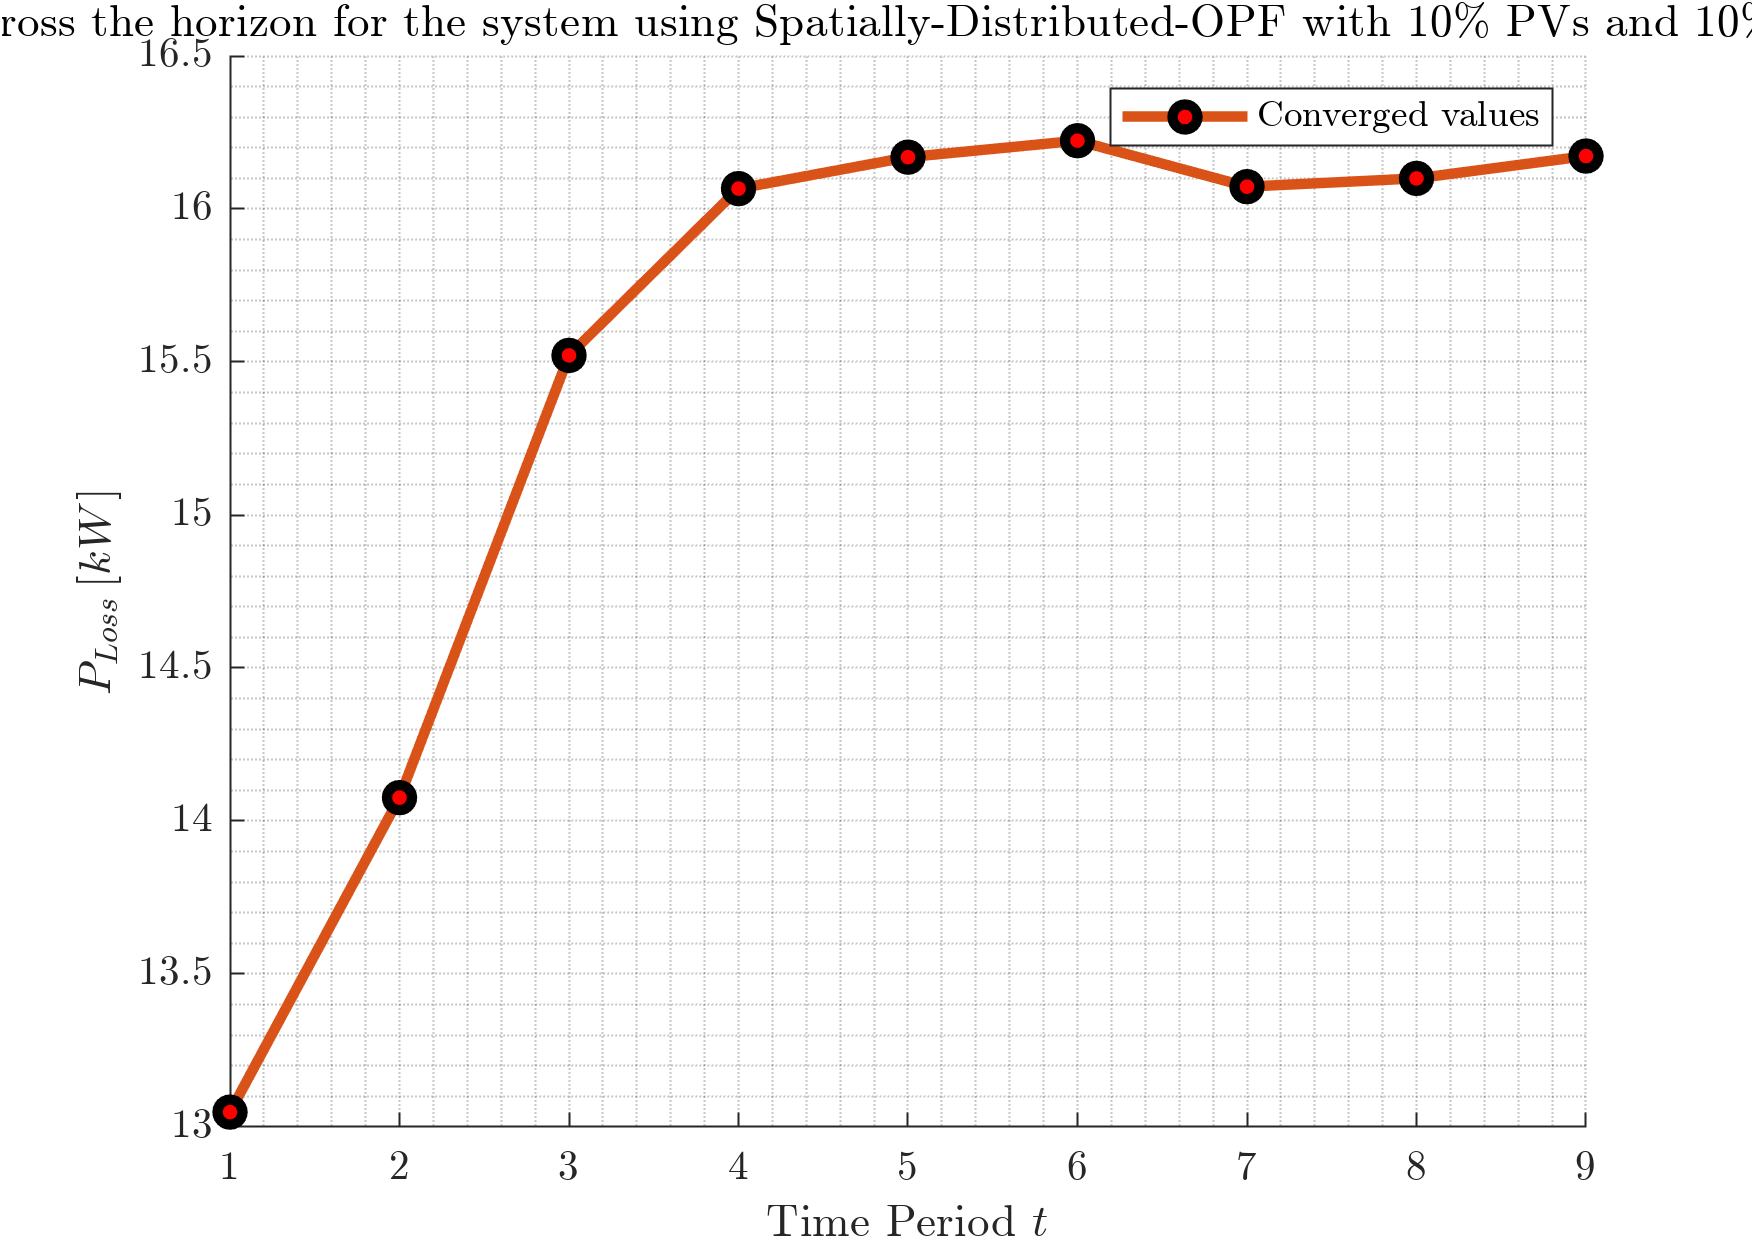 ross the horizon for the system using Spatially-Distributed-OPF with 10% PVs and 10%
16.5
16
15.5
15
14.5
14
13.5
13
P_{Loss} [kW]
Converged values
1 2 3 4 5 6 7 8 9
Time Period t